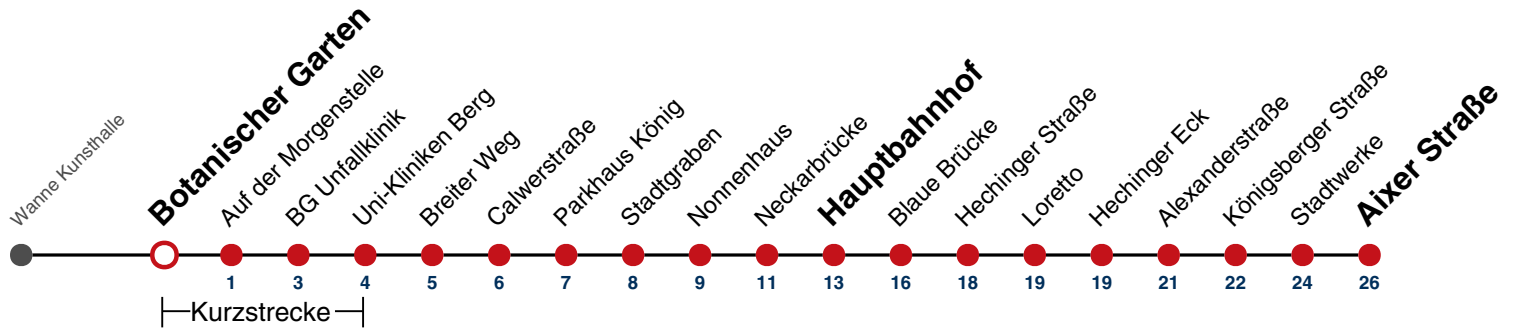 Wanne Kunsthalle
Botanischer Garten
Auf der Morgenstelle
BG Unfallklinik
Uni-Kliniken Berg
Breiter Weg
Calwerstraße
Parkhaus König
Stadtgraben
Nonnenhaus
Neckarbrücke
Hauptbahnhof
Blaue Brücke
Hechinger Straße
Loretto
Hechinger Eck
Alexanderstraße
Königsberger Straße
Stadtwerke
Aixer Straße
1 3 4 5 6 7 8 9 11 13 16 18 19 19 21 22 24 26
Kurzstrecke